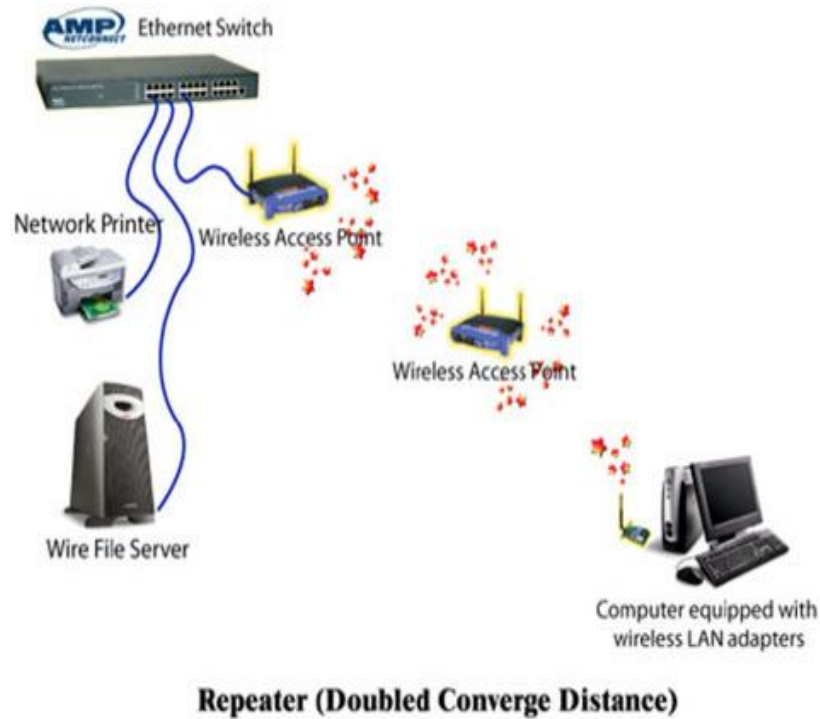 AMP
NETCONNECT
Ethernet Switch
Network Printer
Wireless Access Point
Wireless Access Point
Wire File Server
Computer equipped with
wireless LAN adapters
Repeater (Doubled Converge Distance)